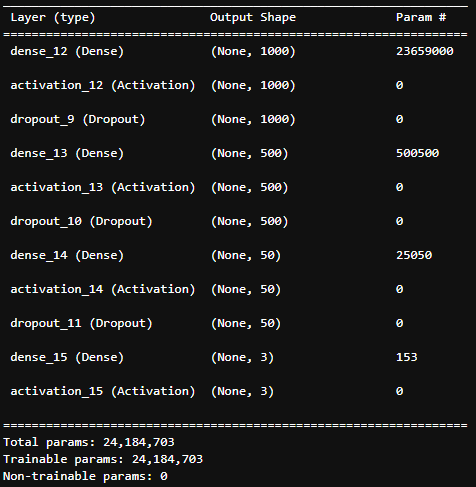 Layer (type) Output Shape Param #
=================================================================
dense_12 (Dense) (None, 1000) 23659000
activation_12 (Activation) (None, 1000) 0
dropout_9 (Dropout) (None, 1000) 0
dense_13 (Dense) (None, 500) 500500
activation_13 (Activation) (None, 500) 0
dropout_10 (Dropout) (None, 500) 0
dense_14 (Dense) (None, 50) 25050
activation_14 (Activation) (None, 50) 0
dropout_11 (Dropout) (None, 50) 0
dense_15 (Dense) (None, 3) 153
activation_15 (Activation) (None, 3) 0
=================================================================
Total params: 24,184,703
Trainable params: 24,184,703
Non-trainable params: 0